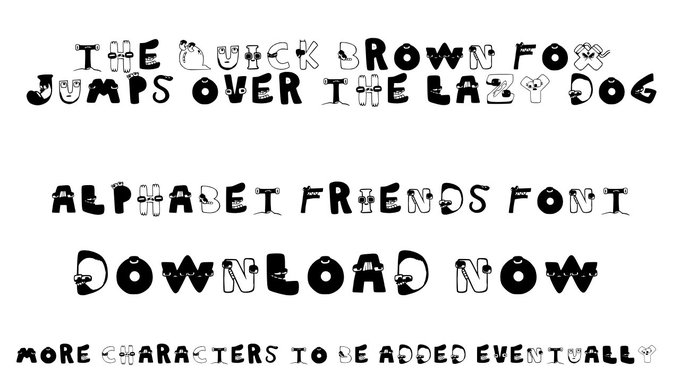 THE QUICK BROWN FOX
JUMPS OVER THE LAZY DOG
ALPHABET FRIENDS FONT
DOWNLOAD NOW
MORE CHARACTERS TO BE ADDED EVENTUALLY